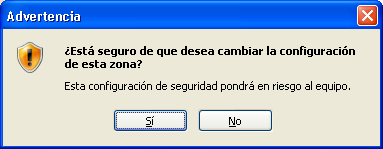 Advertencia
¿Está seguro de que desea cambiar la configuración
de esta zona?
Esta configuración de seguridad pondrá en riesgo al equipo.
Sí
No